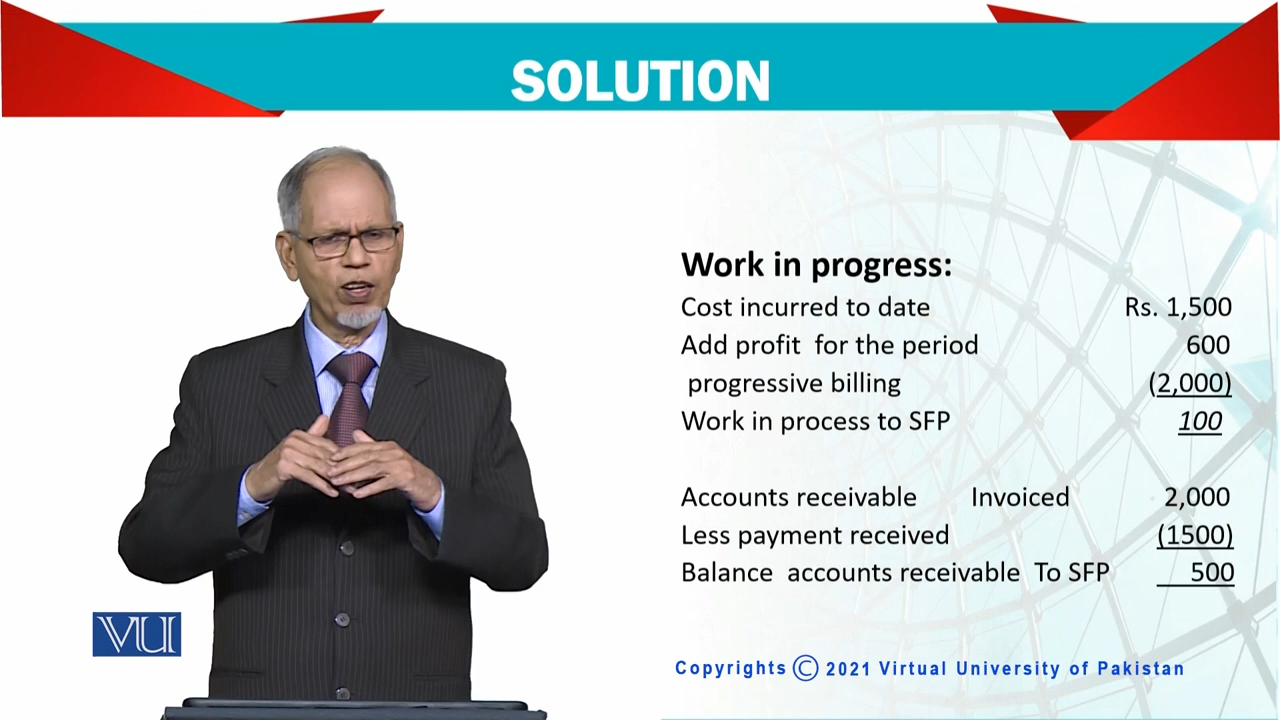 SOLUTION
Work in progress:
Cost incurred to date Rs. 1,500
Add profit for the period 600
progressive billing (2,000)
Work in process to SFP 100
Accounts receivable Invoiced 2,000
Less payment received (1500)
Balance accounts receivable To SFP 500
VU
Copyrights © 2021 Virtual University of Pakistan